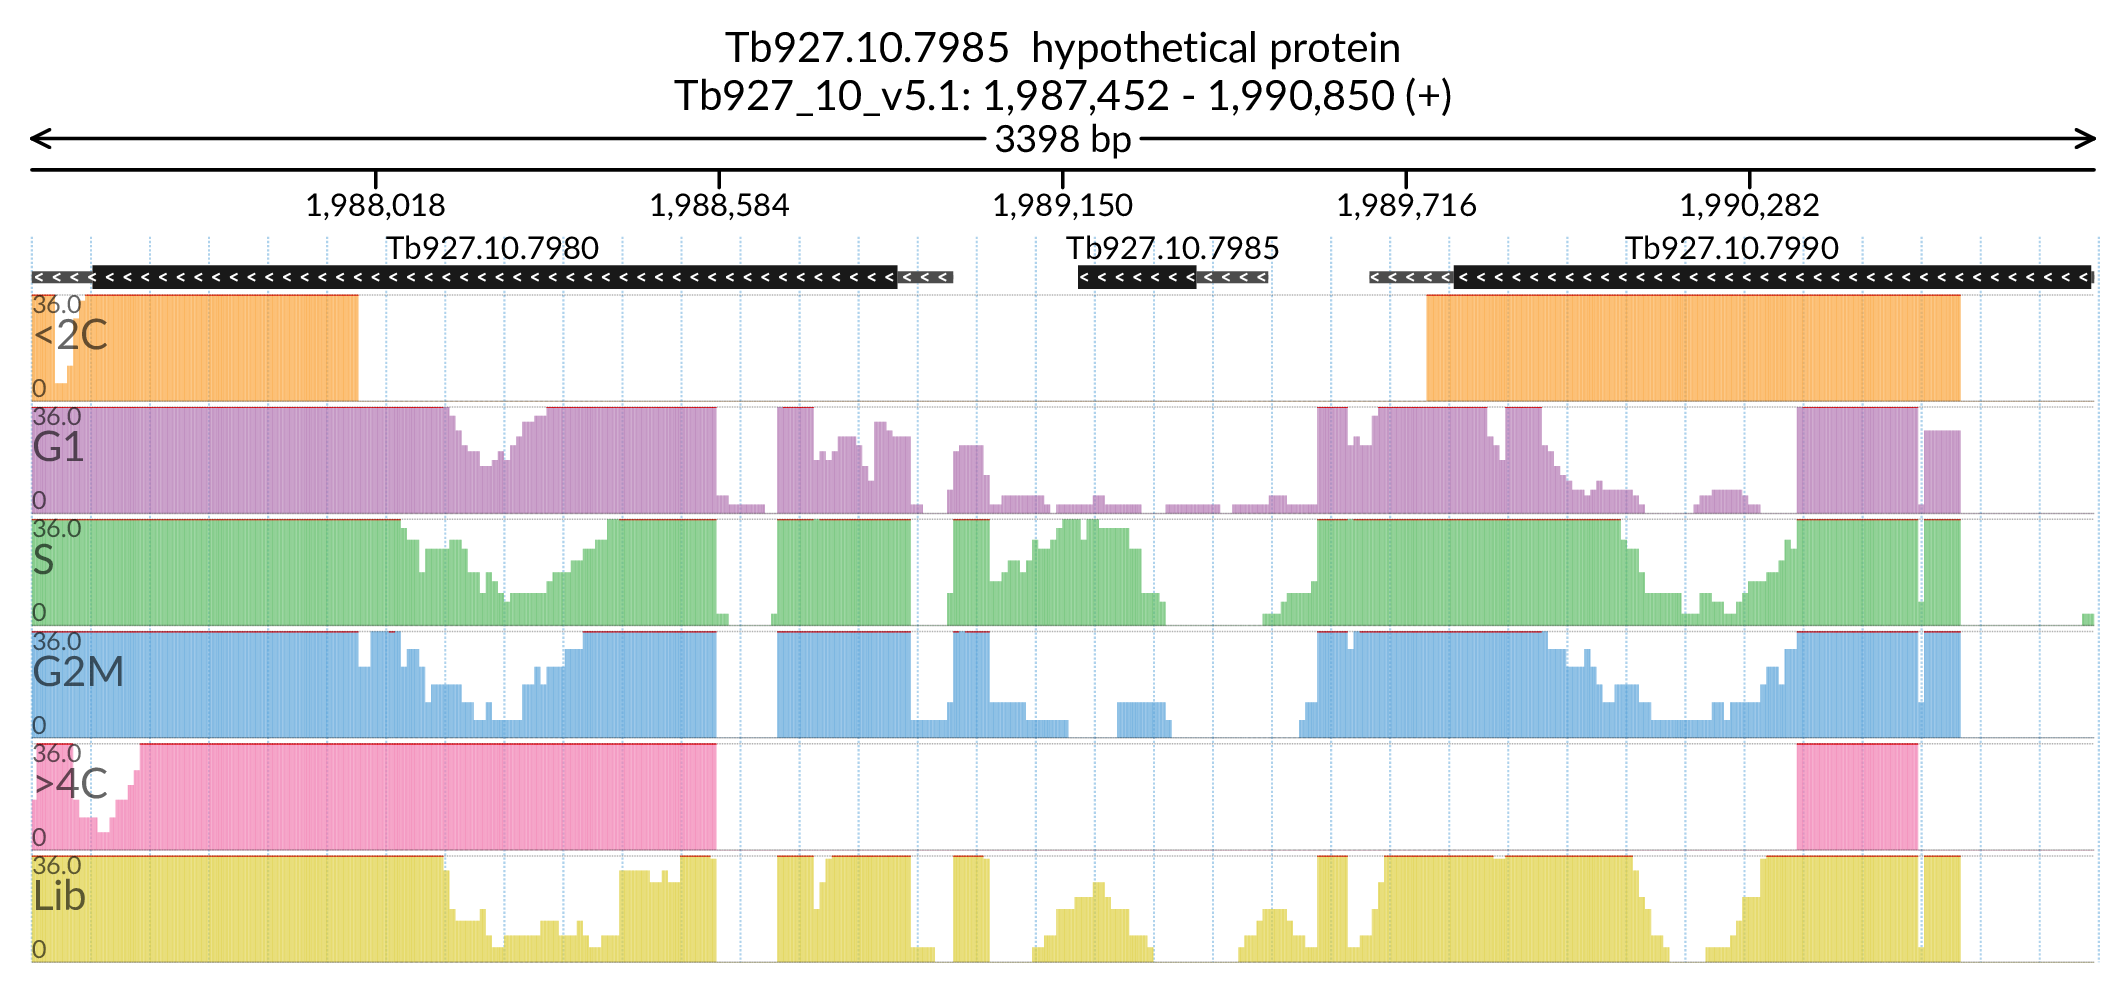 Tb927.10.7985 hypothetical protein
Tb927_10_v5.1: 1,987,452 - 1,990,850 (+)
3398 bp
1,988,018 1,988,584 1,989,150 1,989,716 1,990,282
Tb927.10.7980 Tb927.10.7985 Tb927.10.7990
36.0
<2C
0
36.0
G1
0
36.0
S
0
36.0
G2M
0
36.0
>4C
0
36.0
Lib
0